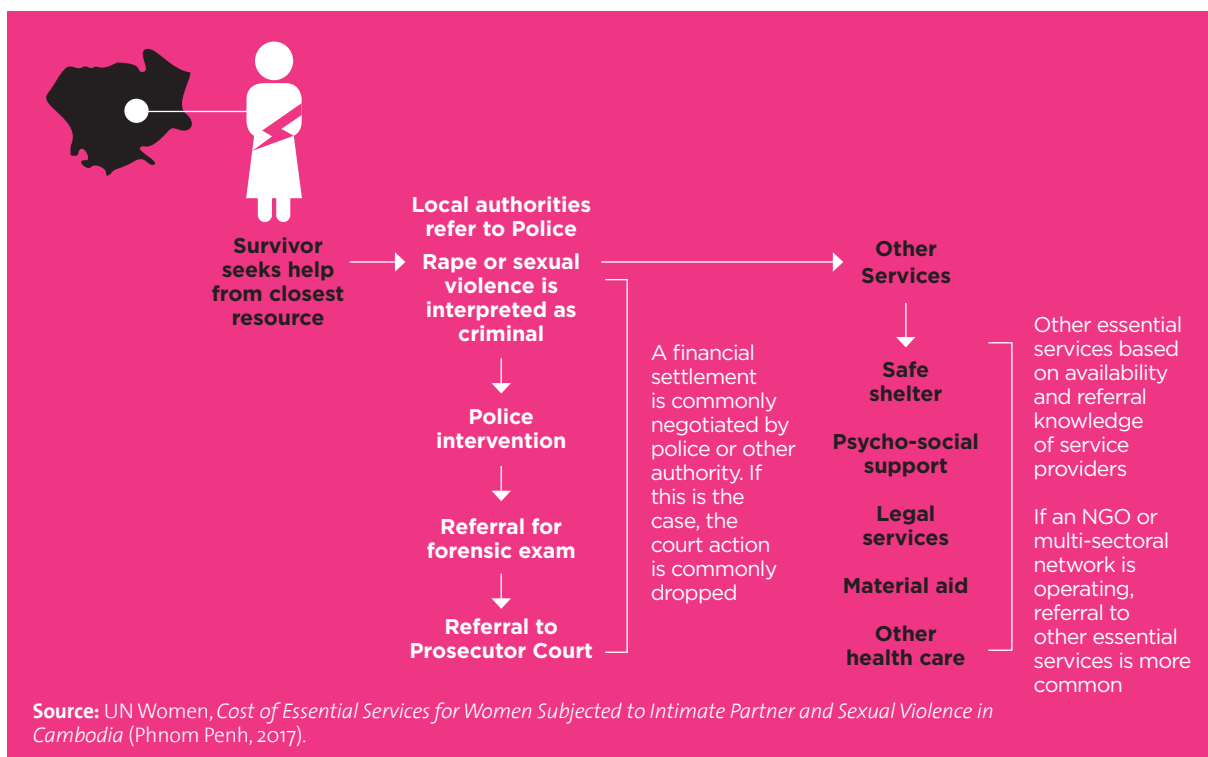 Survivor
seeks help
from closest
resource
Local authorities
refer to Police
Rape or sexual
violence is
interpreted as
criminal
Police
intervention
Referral for
forensic exam
Referral to
Prosecutor Court
A financial
settlement
is commonly
negotiated by
police or other
authority. If
this is the
case, the
court action
is commonly
dropped
Other
Services
Safe
shelter
Psycho-social
support
Legal
services
Material aid
Other
health care
Other essential
services based
on availability
and referral
knowledge
of service
providers
If an NGO or
multi-sectoral
network is
operating,
referral to
other essential
services is more
common
Source: UN Women, Cost of Essential Services for Women Subjected to Intimate Partner and Sexual Violence in
Cambodia (Phnom Penh, 2017).